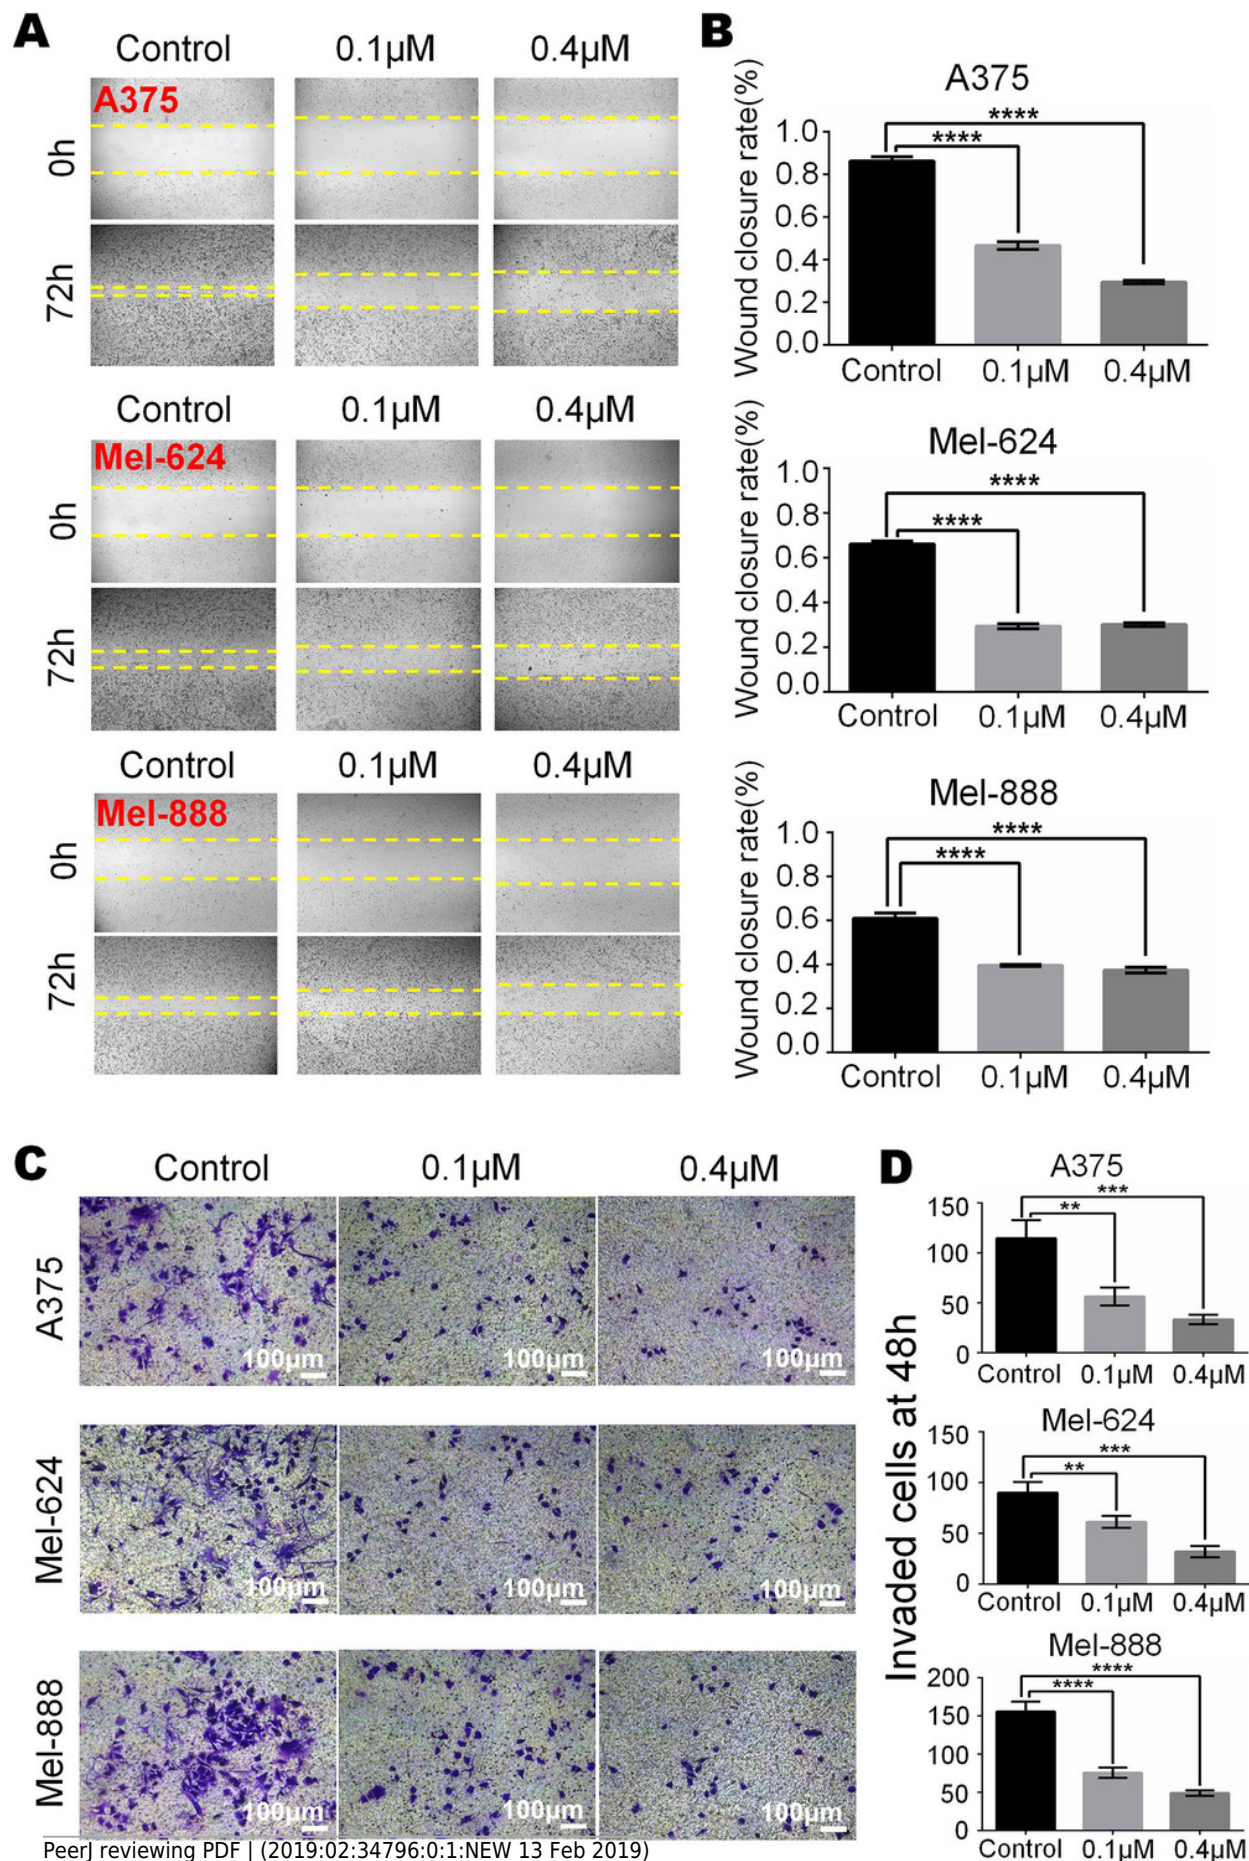 A
Control 0.1μM 0.4μM
A375
0h
72h
Control 0.1μM 0.4μM
Mel-624
0h
72h
Control 0.1μM 0.4μM
Mel-888
0h
72h
B
A375
Wound closure rate(%)
****
****
1.0
0.8
0.6
0.4
0.2
0.0
Control 0.1μM 0.4μM
Mel-624
Wound closure rate(%)
****
****
1.0
0.8
0.6
0.4
0.2
0.0
Control 0.1μM 0.4μM
Mel-888
Wound closure rate(%)
****
****
1.0
0.8
0.6
0.4
0.2
0.0
Control 0.1μM 0.4μM
C
Control 0.1μM 0.4μM
A375
100μm 100μm 100μm
Mel-624
100μm 100μm 100μm
Mel-888
100μm 100μm 100μm
D
Invaded cells at 48h
A375
***
**
150
100
50
0
Control 0.1μM 0.4μM
Mel-624
***
**
150
100
50
0
Control 0.1μM 0.4μM
Mel-888
****
****
200
150
100
50
0
Control 0.1μM 0.4μM
PeerJ reviewing PDF | (2019:02:34796:0:1:NEW 13 Feb 2019)